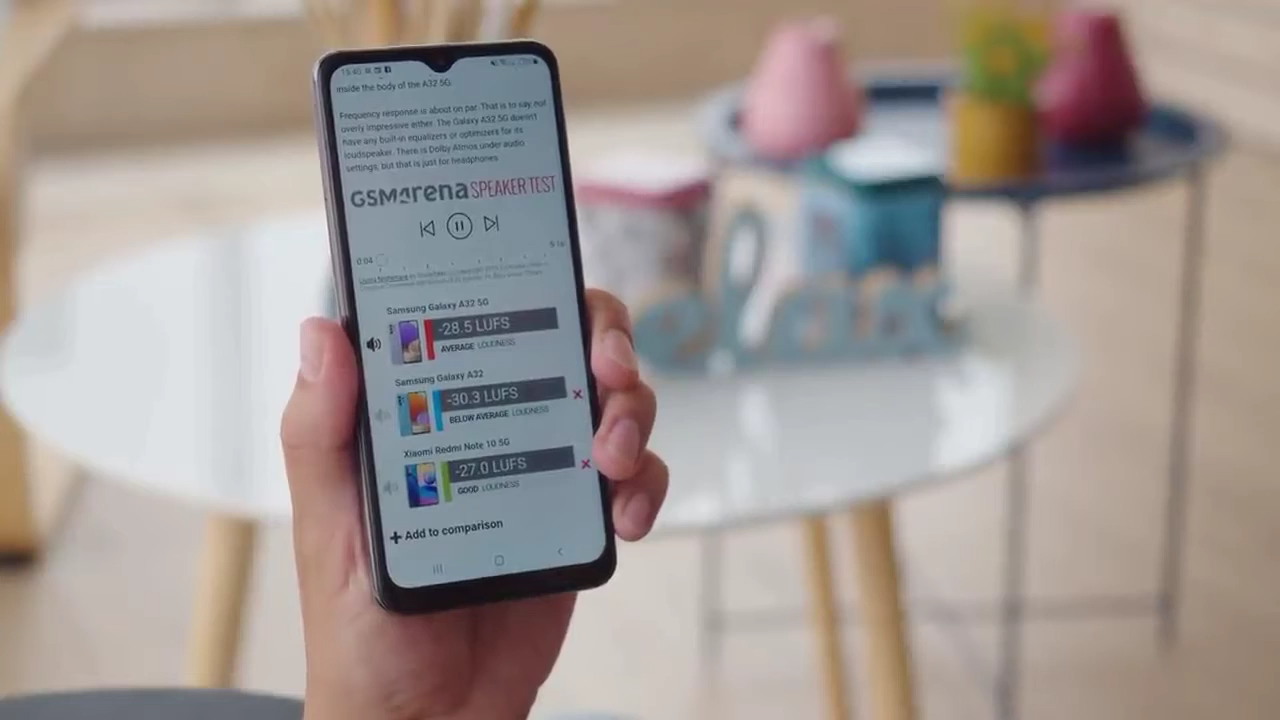 15:40
inside the body of the A32 5G.
Frequency response is about on par. That is to say, not
overly impressive either. The Galaxy A32 5G doesn't
have any built-in equalizers or optimizers for its
loudspeaker. There is Dolby Atmos under audio
settings, but that is just for headphones
GSMArena SPEAKER TEST
0:04
Samsung Galaxy A32 5G
-28.5 LUFS
AVERAGE LOUDNESS
Samsung Galaxy A32
-30.3 LUFS
BELOW AVERAGE LOUDNESS
Xiaomi Redmi Note 10 5G
-27.0 LUFS
GOOD LOUDNESS
+ Add to comparison